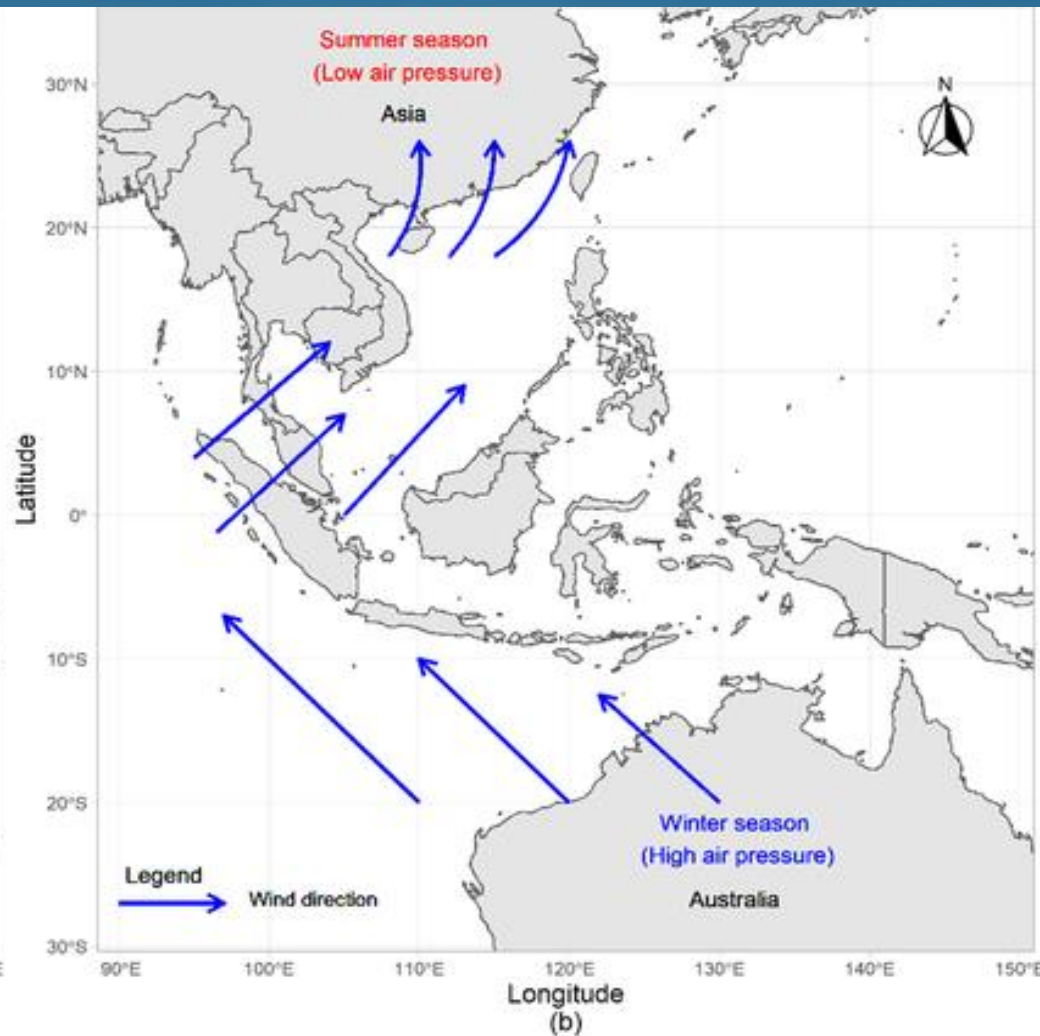 Summer season
(Low air pressure)
Asia
N
30°N
20°N
10°N
0°
10°S
20°S
30°S
Latitude
Winter season
(High air pressure)
Australia
Legend
Wind direction
E
90°E
100°E
110°E
120°E
130°E
140°E
150°E
Longitude
(b)